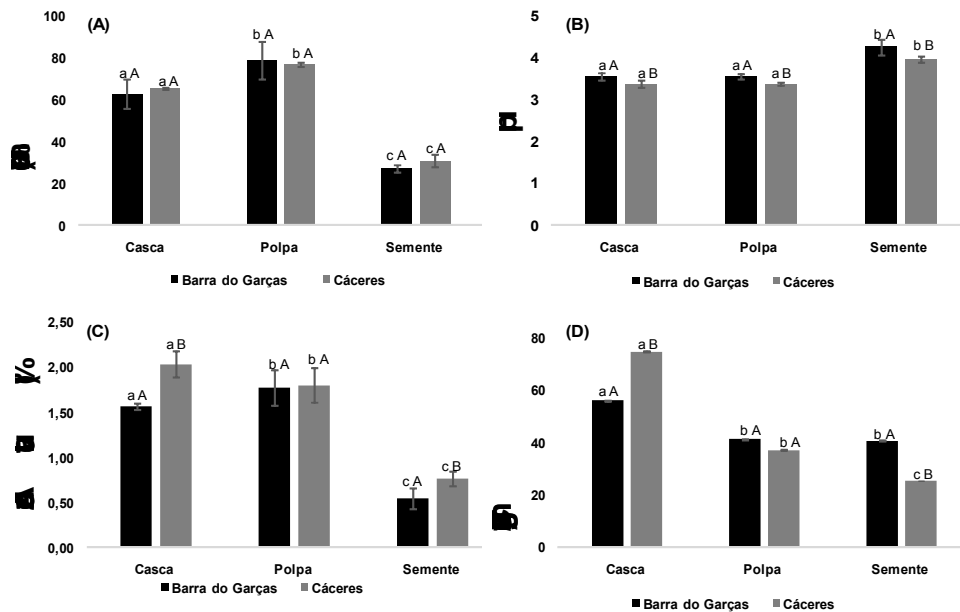 (A)
100
80
60
40
20
0
a A
a A
b A
b A
c A
c A
Casca
Polpa
Semente
Barra do Garças
Cáceres
(B)
5
4
3
2
1
0
a A
a B
a A
a B
b A
b B
Casca
Polpa
Semente
Barra do Garças
Cáceres
(C)
2,50
2,00
1,50
1,00
0,50
0,00
a A
a B
b A
b A
c A
c B
Casca
Polpa
Semente
Barra do Garças
Cáceres
(D)
80
60
40
20
0
a A
a B
b A
b A
b A
c B
Casca
Polpa
Semente
Barra do Garças
Cáceres